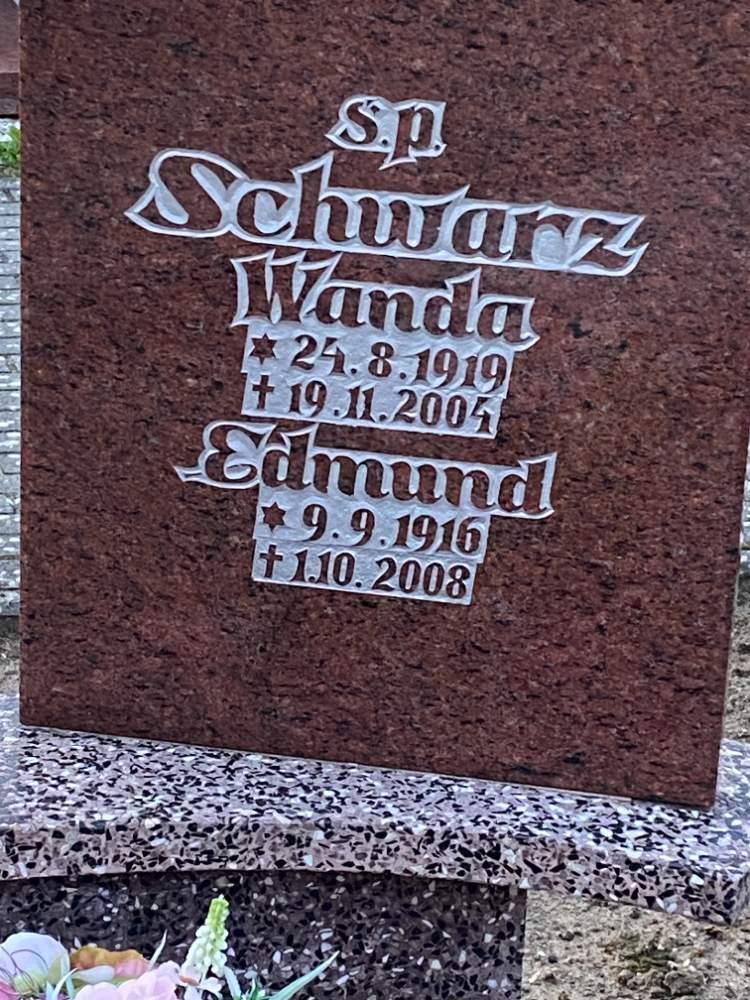 s.p.
Schwarz
Wanda
✶ 24. 8. 1919
† 19.11.2004
Edmund
✶ 9. 9. 1916
† 1.10. 2008